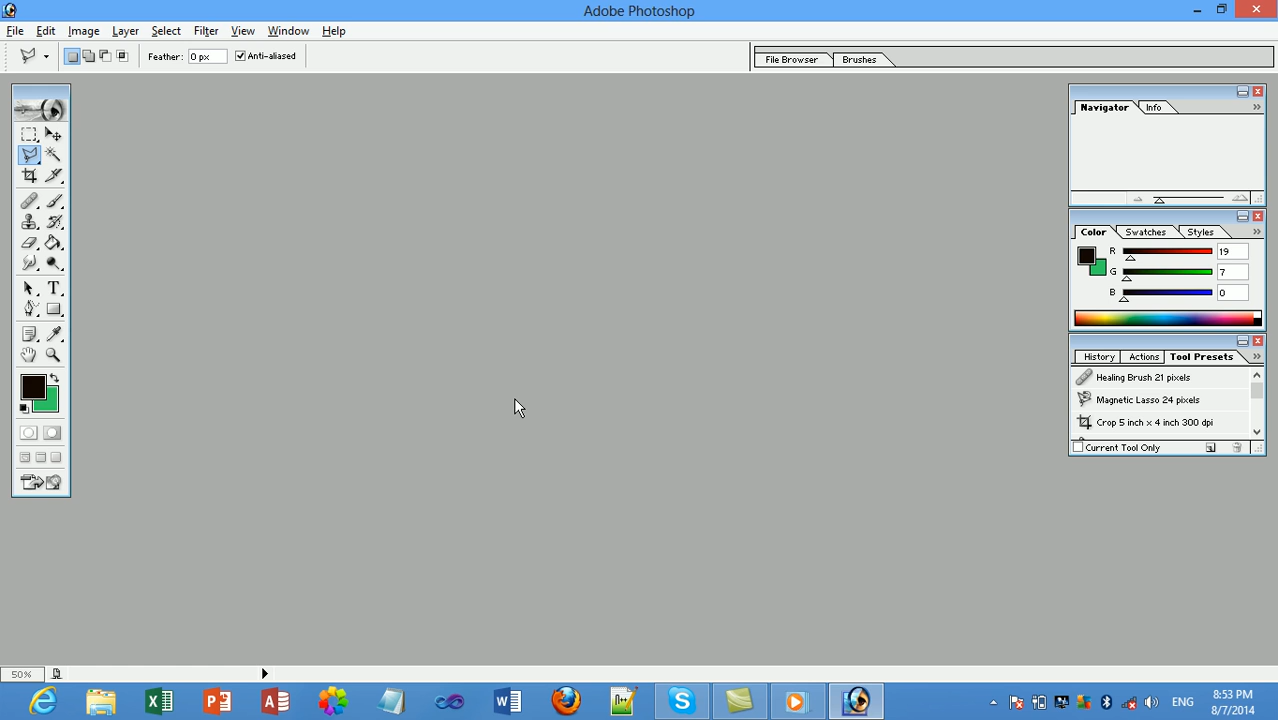 Adobe Photoshop
File Edit Image Layer Select Filter View Window Help
Feather: 0 px Anti-aliased File Browser Brushes
Navigator Info
Color Swatches Styles
R 19
G 7
B 0
History Actions Tool Presets
Healing Brush 21 pixels
Magnetic Lasso 24 pixels
Crop 5 inch x 4 inch 300 dpi
Current Tool Only
50%
8:53 PM
ENG
8/7/2014